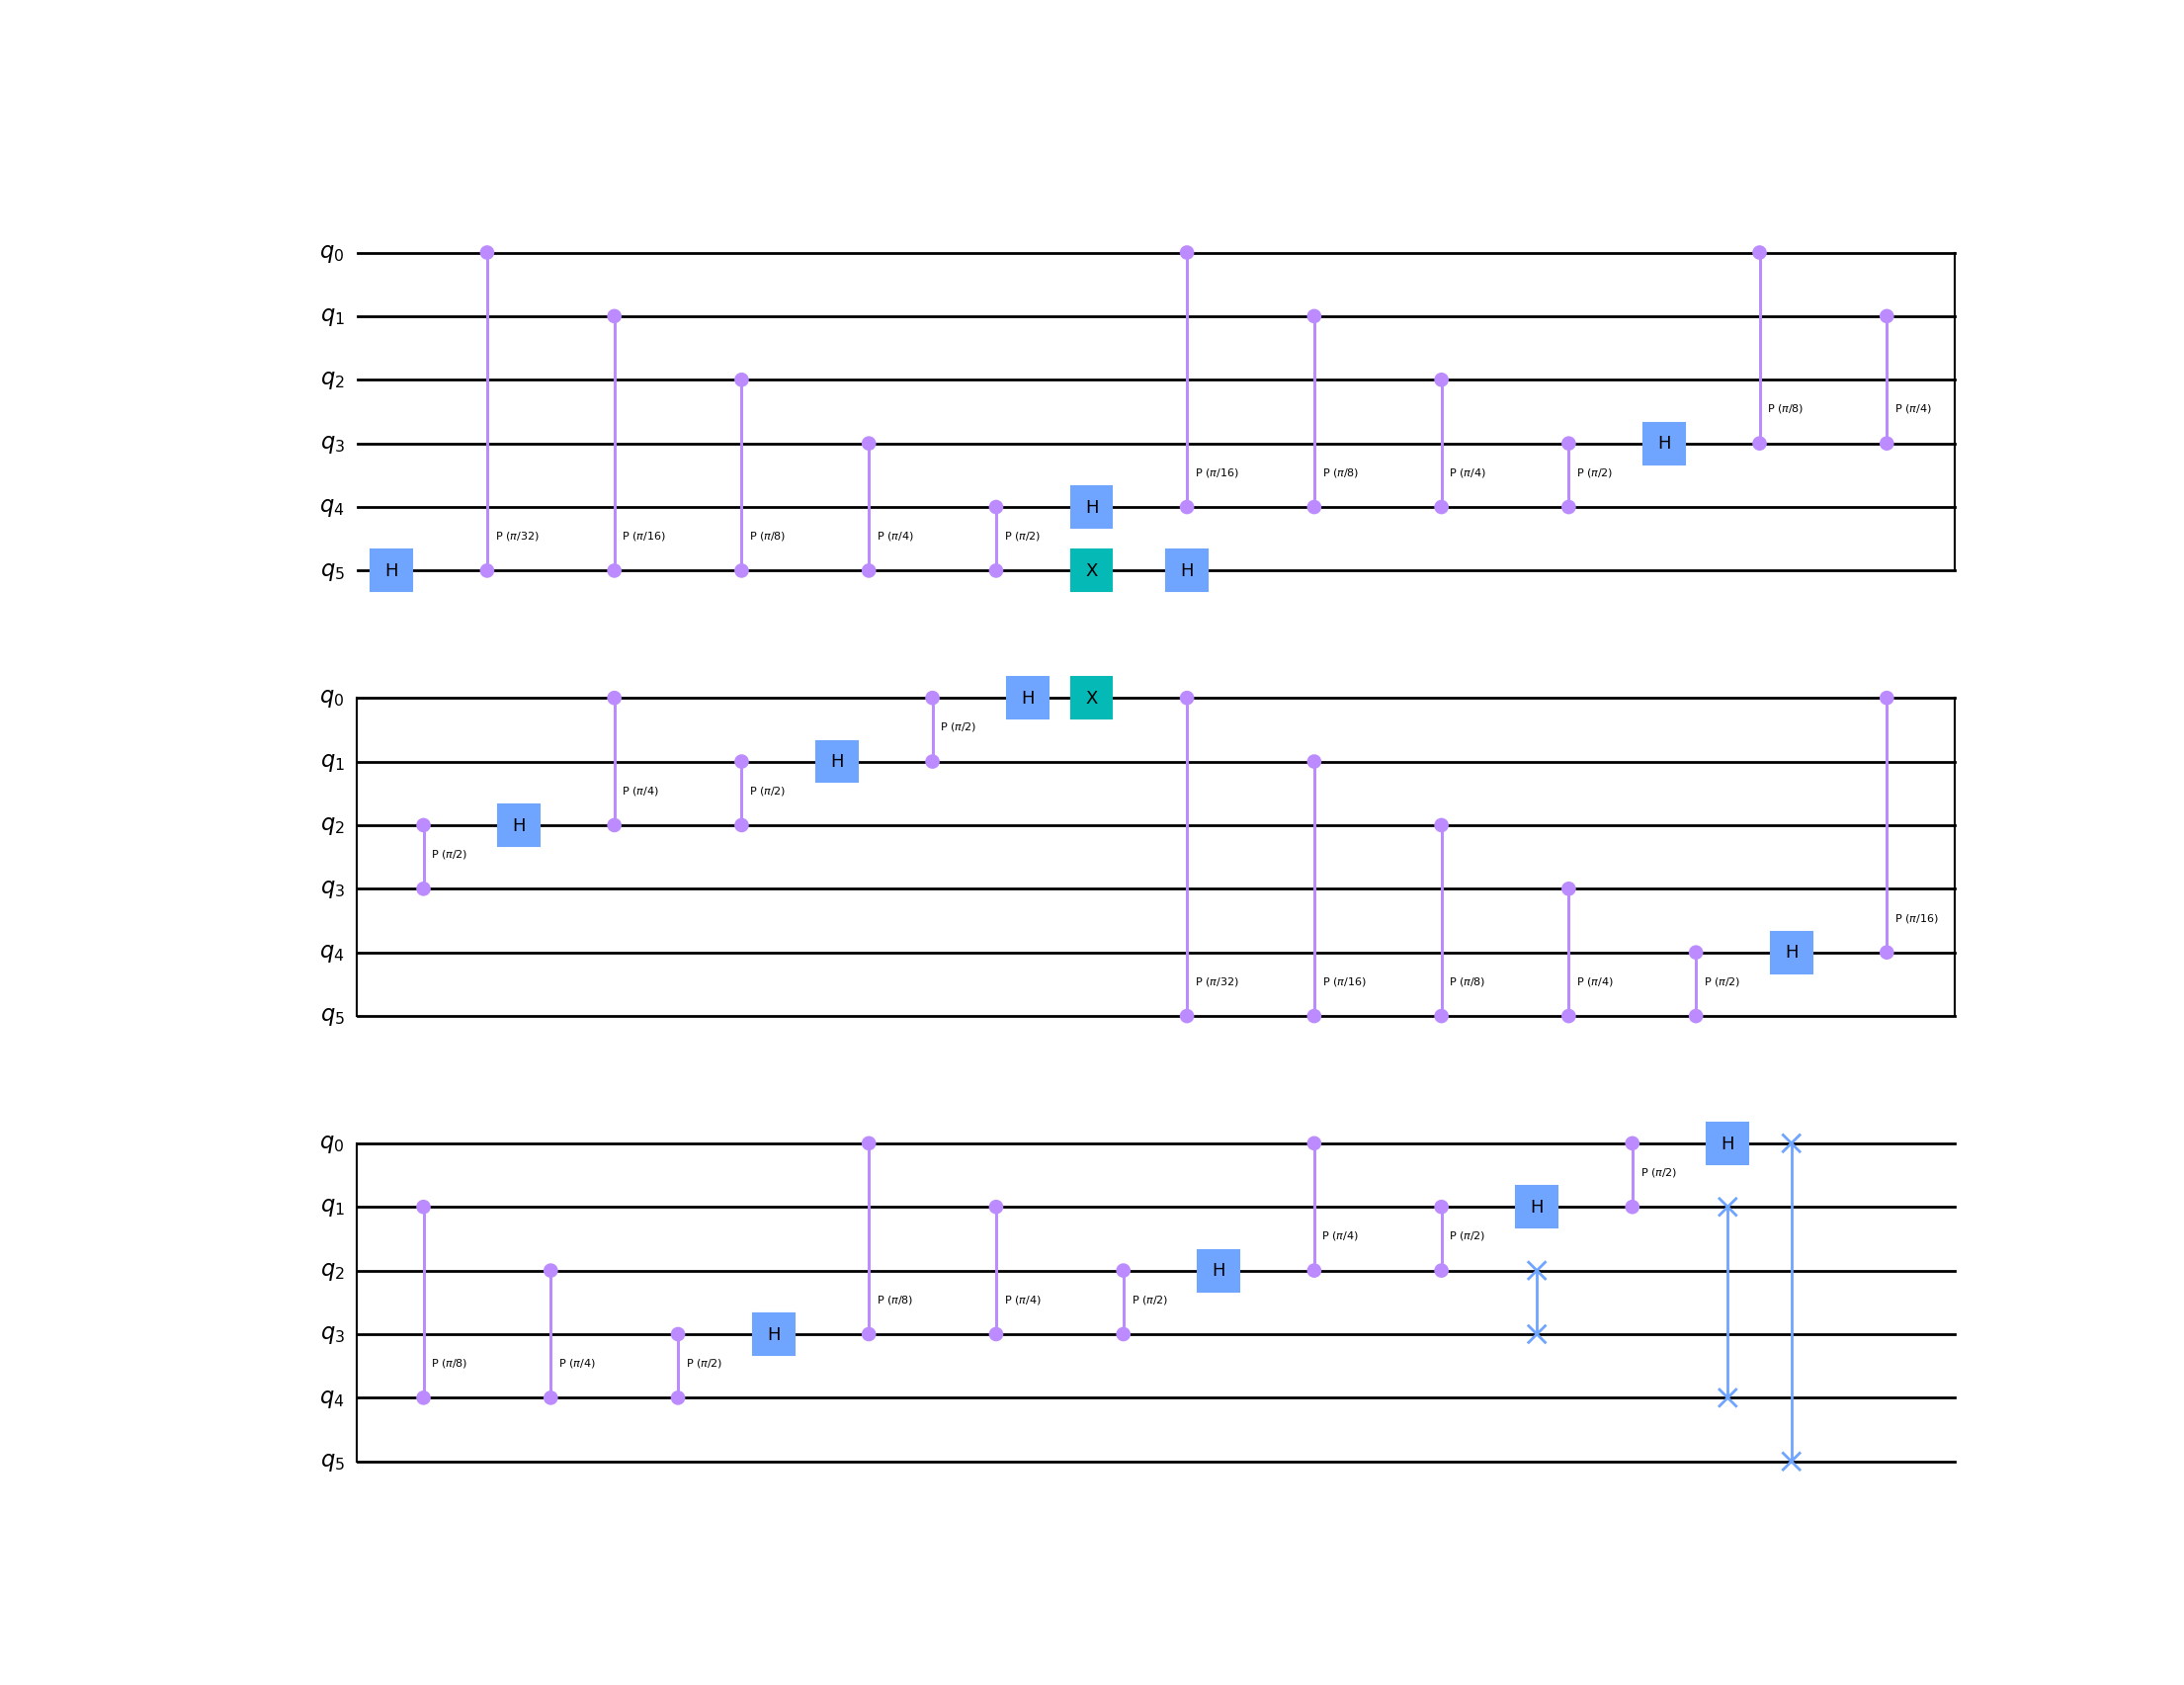 q0
q1
q2 P (π/8) P (π/4)
q3 H
P (π/16) P (π/8) P (π/4) P (π/2)
q4 H
P (π/32) P (π/16) P (π/8) P (π/4) P (π/2)
q5 H X H
q0 H X
P (π/2)
q1 H
P (π/4) P (π/2)
q2 H
P (π/2)
q3
P (π/16)
q4 H
P (π/32) P (π/16) P (π/8) P (π/4) P (π/2)
q5
q0 H
P (π/2)
q1 H
P (π/4) P (π/2)
q2 H
P (π/8) P (π/4) P (π/2)
q3 H
P (π/8) P (π/4) P (π/2)
q4
q5